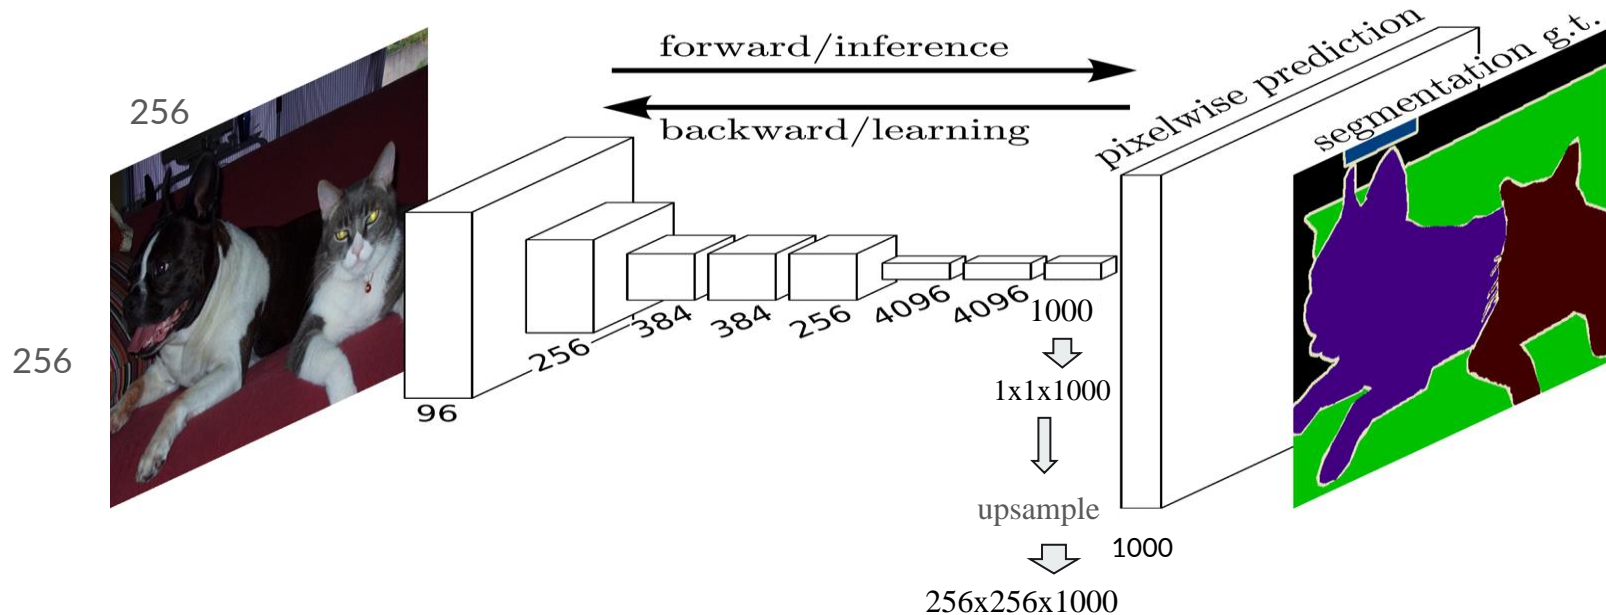 forward/inference
backward/learning
pixelwise prediction
segmentation g.t.
256
256
96
256
384
384
256
4096
4096
1000
1x1x1000
upsample
1000
256x256x1000